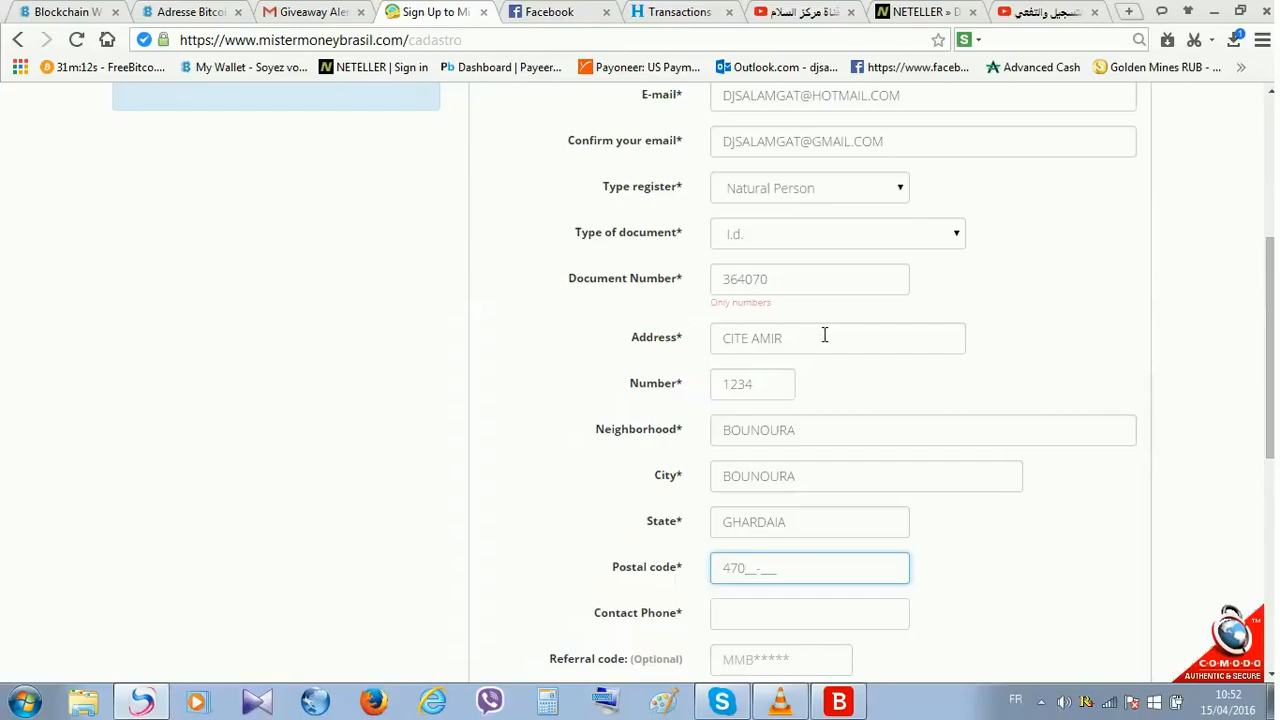 Blockchain W
Adresse Bitcoi
Giveaway Aler
Sign Up to Mi
Facebook
Transactions
قناة مركز السلام
NETELLER » D
تسجيل والتفعي
https://www.mistermoneybrasil.com/cadastro
31m:12s - FreeBitco...
My Wallet - Soyez vo...
NETELLER | Sign in
Dashboard | Payeer...
Payoneer: US Paym...
Outlook.com - djsa...
https://www.faceb...
Advanced Cash
Golden Mines RUB - ...
E-mail* DJSALAMGAT@HOTMAIL.COM
Confirm your email* DJSALAMGAT@GMAIL.COM
Type register* Natural Person
Type of document* I.d.
Document Number* 364070
Only numbers
Address* CITE AMIR
Number* 1234
Neighborhood* BOUNOURA
City* BOUNOURA
State* GHARDAIA
Postal code* 470__-___
Contact Phone*
Referral code: (Optional) MMB*****
COMODO
AUTHENTIC & SECURE
FR
10:52
15/04/2016